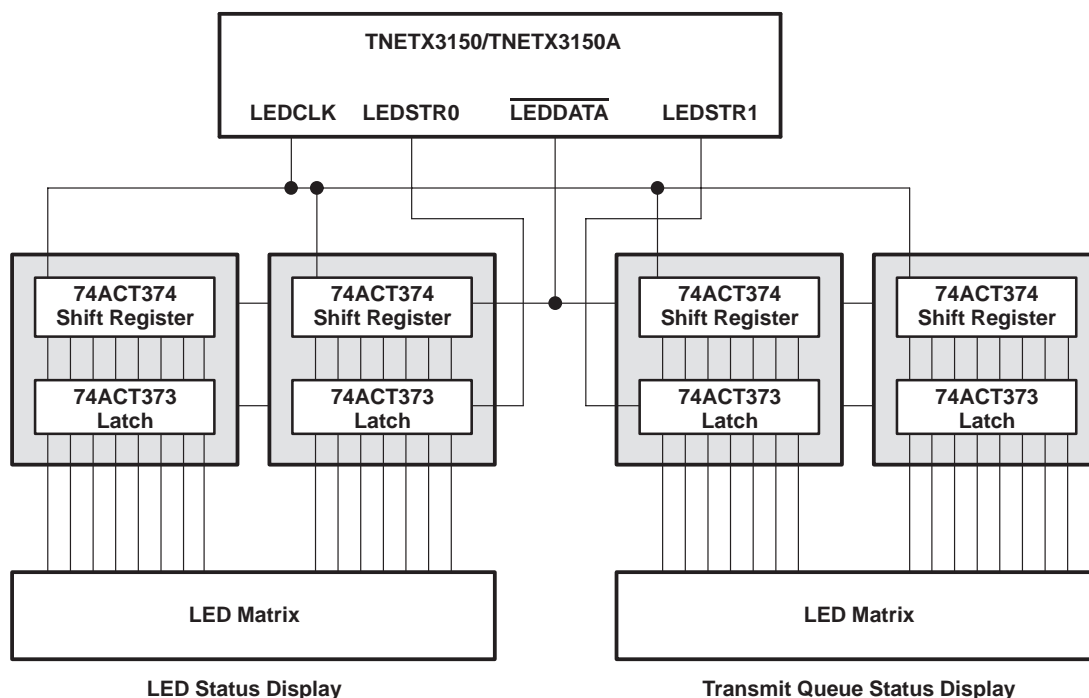 TNETX3150/TNETX3150A
LEDCLK LEDSTR0 LEDDATA LEDSTR1
74ACT374
Shift Register
74ACT374
Shift Register
74ACT374
Shift Register
74ACT374
Shift Register
74ACT373
Latch
74ACT373
Latch
74ACT373
Latch
74ACT373
Latch
LED Matrix
LED Matrix
LED Status Display
Transmit Queue Status Display